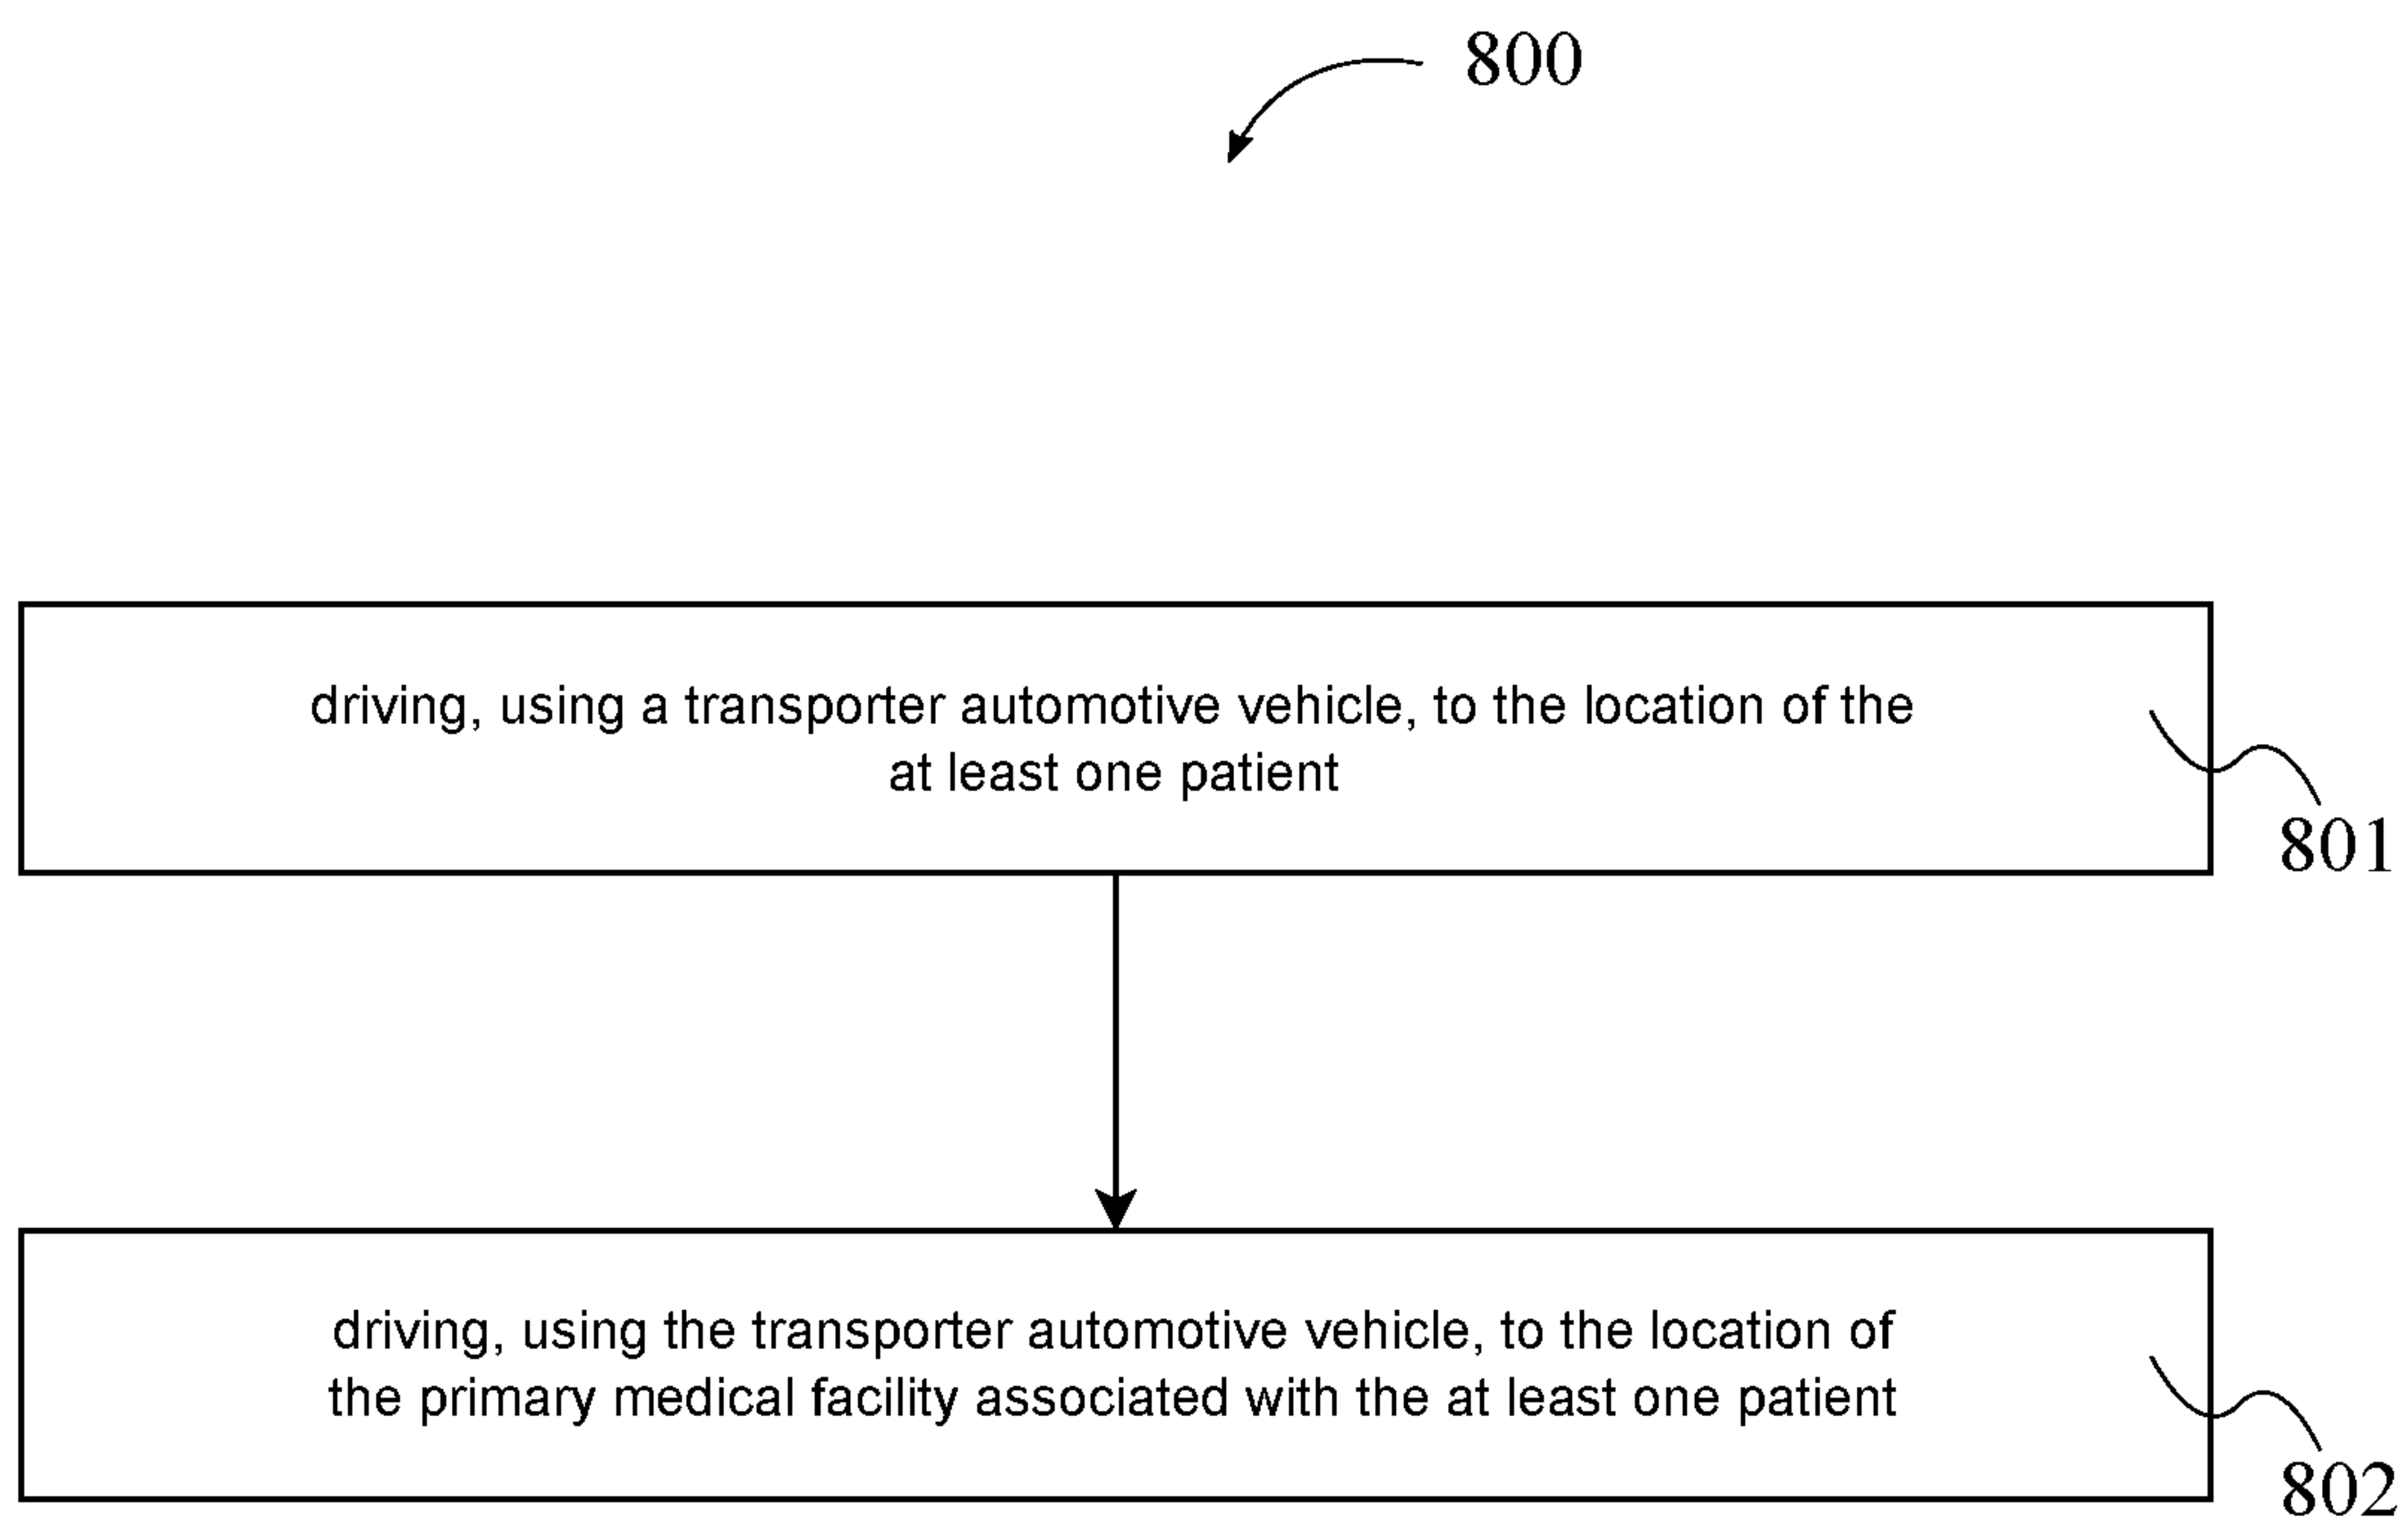 800
driving, using a transporter automotive vehicle, to the location of the
at least one patient
801
driving, using the transporter automotive vehicle, to the location of
the primary medical facility associated with the at least one patient
802